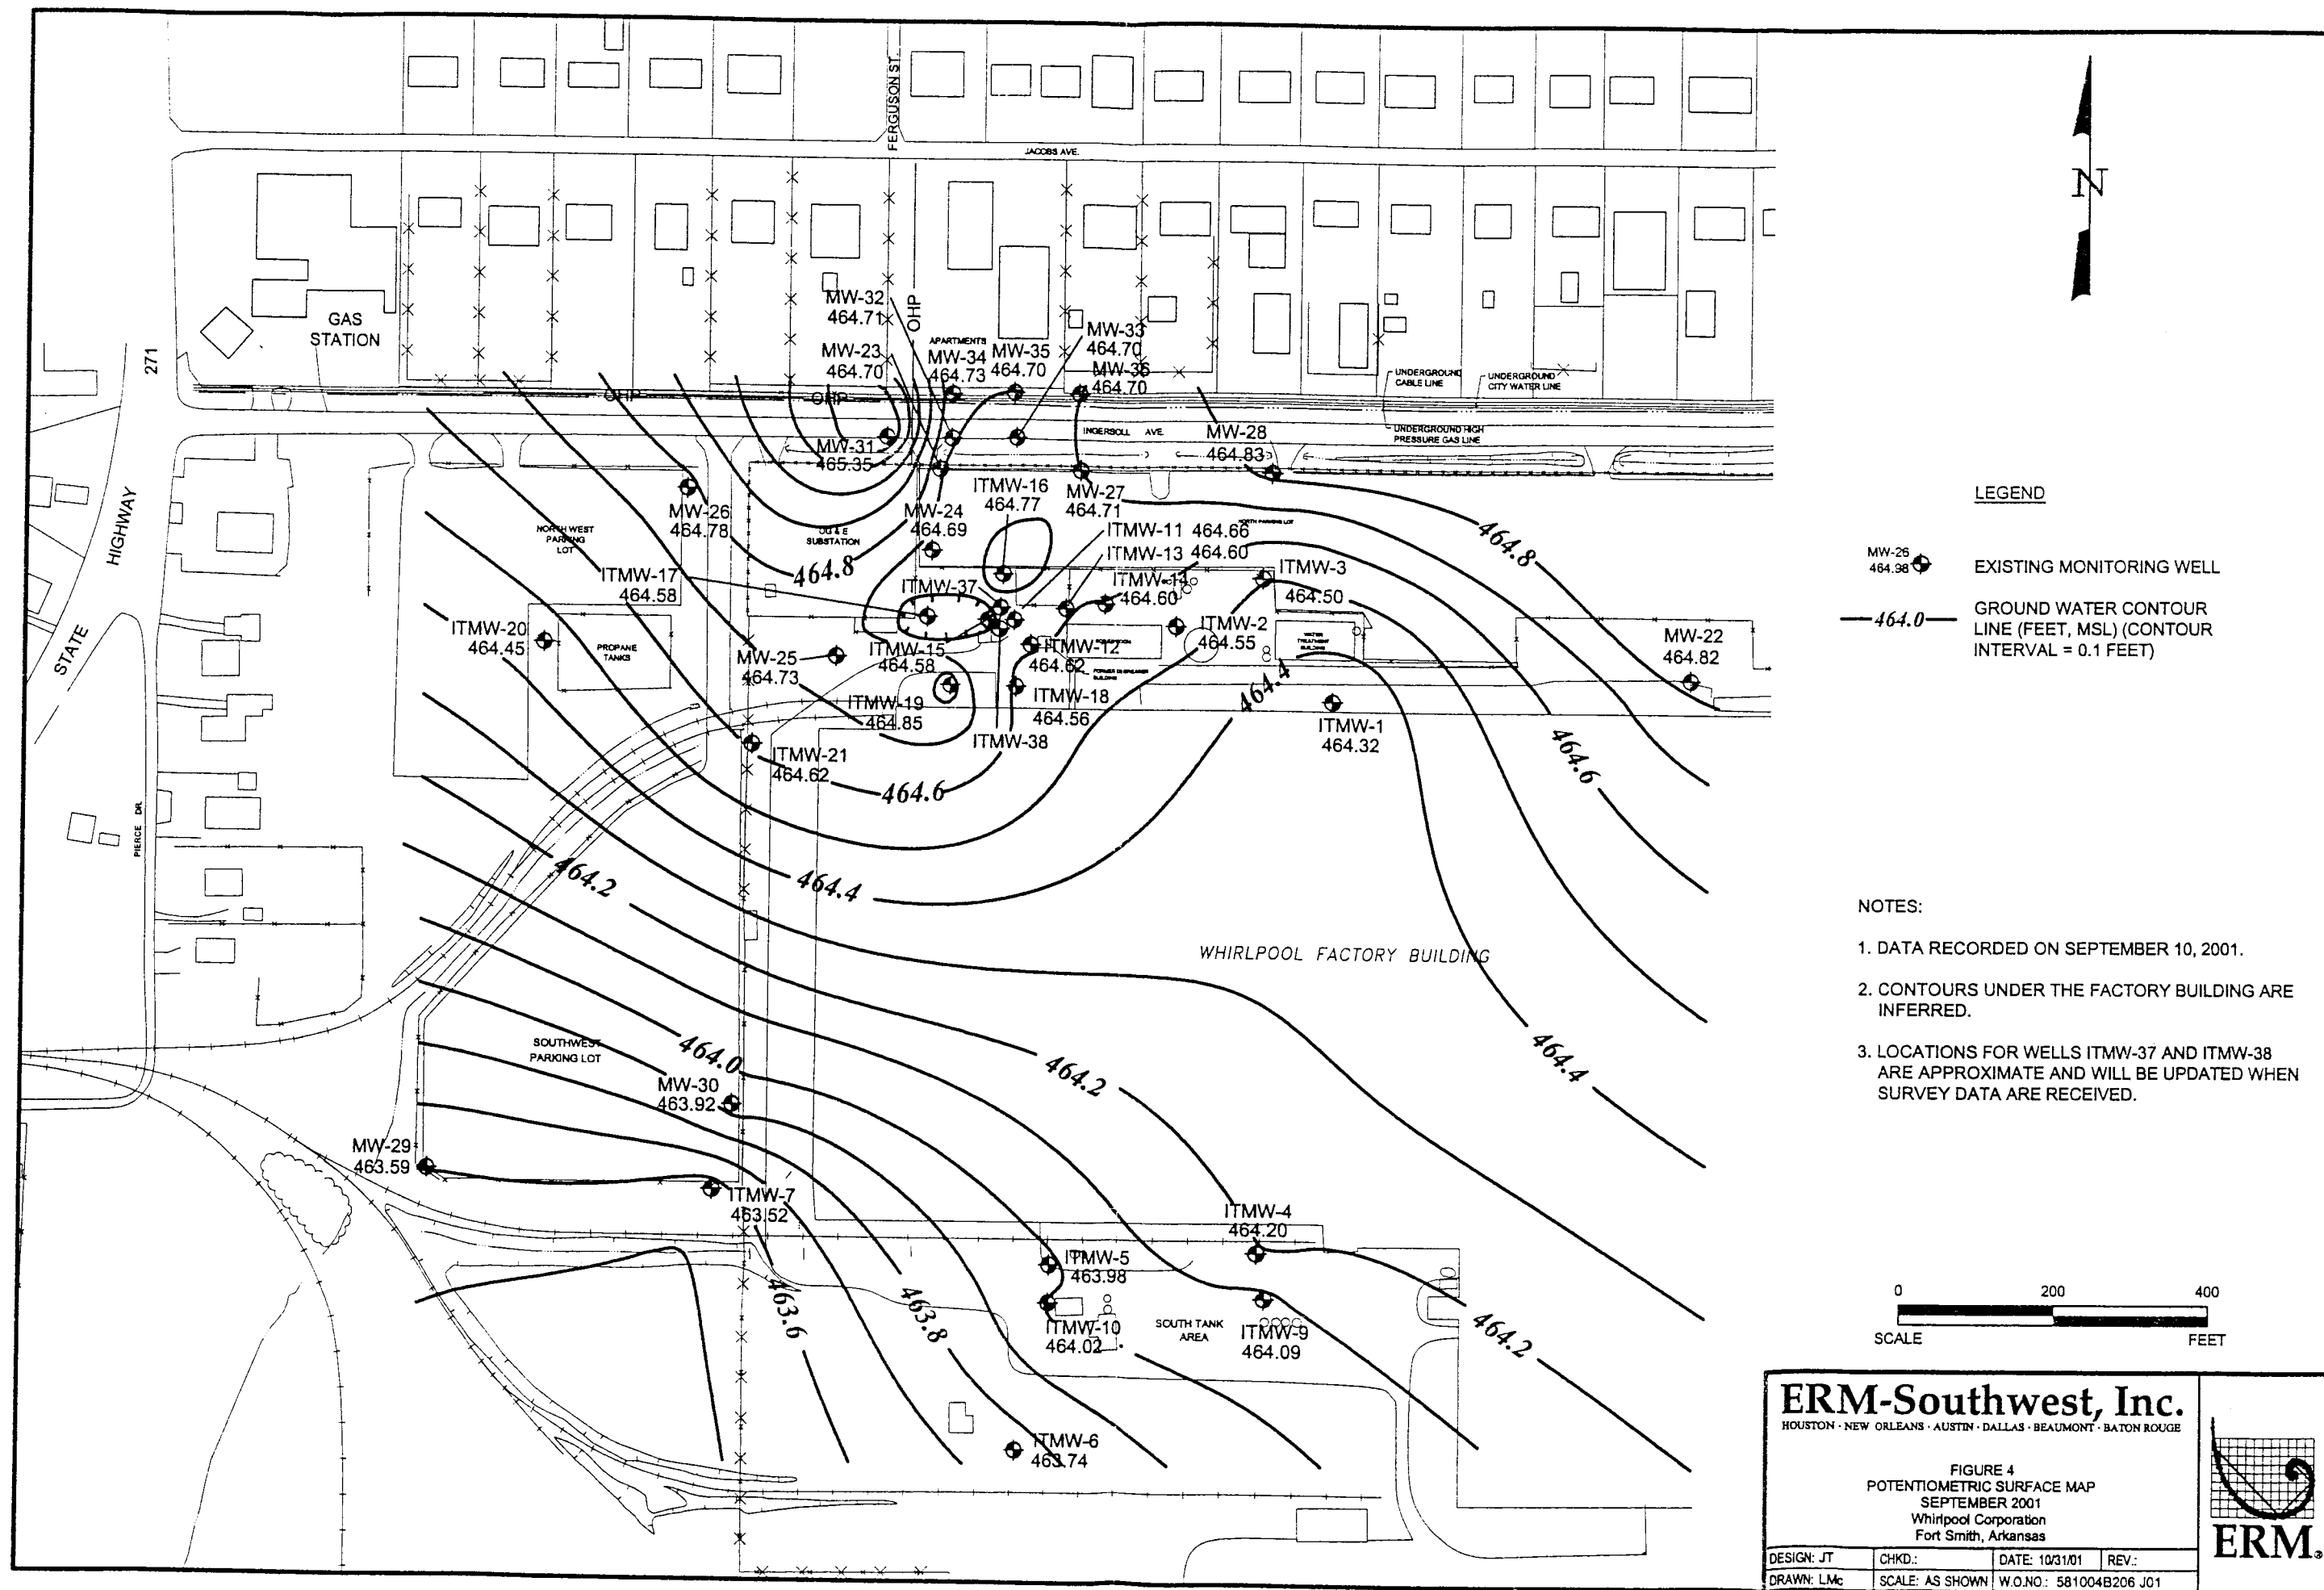 FERGUSON ST.
JACOBS AVE.
N
GAS
STATION
271
HIGHWAY
STATE
PIERCE DR.
OHP
OHP
OHP
APARTMENTS
MW-32
464.71
MW-23
464.70
MW-34
464.73
MW-35
464.70
MW-33
464.70
MW-36
464.70
UNDERGROUND
CABLE LINE
UNDERGROUND
CITY WATER LINE
UNDERGROUND HIGH
PRESSURE GAS LINE
INGERSOLL AVE.
MW-31
465.35
MW-28
464.83
MW-26
464.78
NORTH WEST
PARKING
LOT
OG & E
SUBSTATION
MW-24
464.69
ITMW-16
464.77
MW-27
464.71
NORTH PARKING LOT
ITMW-11 464.66
ITMW-13 464.60
464.8
464.8
ITMW-17
464.58
ITMW-37
ITMW-14
464.60
ITMW-3
464.50
ITMW-20
464.45
PROPANE
TANKS
MW-25
464.73
ITMW-15
464.58
ITMW-12
464.62
ITMW-2
464.55
WATER
TREATMENT
BUILDING
FORMER DEGREASER
BUILDING
MW-22
464.82
ITMW-19
464.85
ITMW-18
464.56
464.4
ITMW-1
464.32
ITMW-38
ITMW-21
464.62
464.6
464.6
464.2
464.4
WHIRLPOOL FACTORY BUILDING
SOUTHWEST
PARKING LOT
464.0
464.2
464.4
MW-30
463.92
MW-29
463.59
ITMW-7
463.52
ITMW-4
464.20
ITMW-5
463.98
463.6
463.8
ITMW-10
464.02
SOUTH TANK
AREA
ITMW-9
464.09
464.2
ITMW-6
463.74
LEGEND
MW-26
464.98
EXISTING MONITORING WELL
464.0
GROUND WATER CONTOUR
LINE (FEET, MSL) (CONTOUR
INTERVAL = 0.1 FEET)
NOTES:
1. DATA RECORDED ON SEPTEMBER 10, 2001.
2. CONTOURS UNDER THE FACTORY BUILDING ARE
INFERRED.
3. LOCATIONS FOR WELLS ITMW-37 AND ITMW-38
ARE APPROXIMATE AND WILL BE UPDATED WHEN
SURVEY DATA ARE RECEIVED.
0 200 400
SCALE FEET
ERM-Southwest, Inc.
HOUSTON · NEW ORLEANS · AUSTIN · DALLAS · BEAUMONT · BATON ROUGE
FIGURE 4
POTENTIOMETRIC SURFACE MAP
SEPTEMBER 2001
Whirlpool Corporation
Fort Smith, Arkansas
DESIGN: JT CHKD.: DATE: 10/31/01 REV.:
DRAWN: LMc SCALE: AS SHOWN W.O.NO.: 581004B206 J01
ERM®